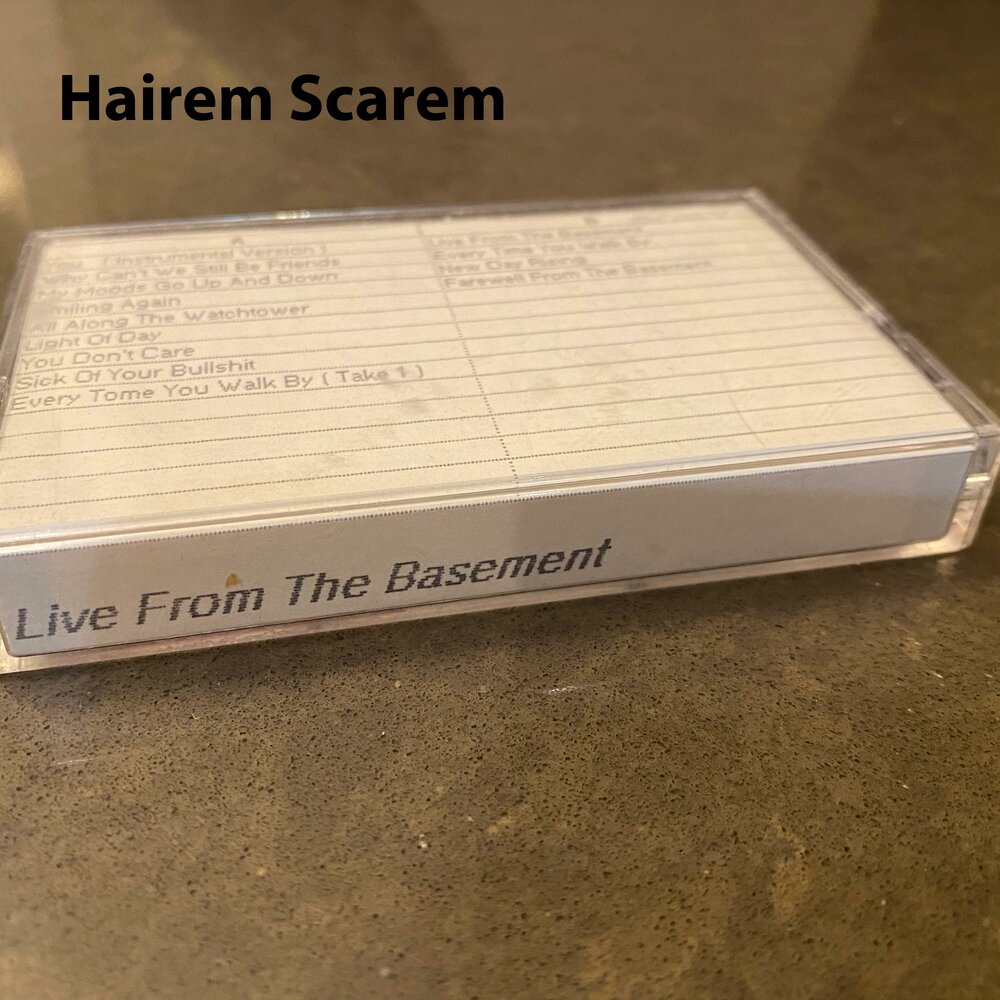 Hairem Scarem
A
You ( Instrumental Version )
Why Can't We Still Be Friends
My Moods Go Up And Down
Smiling Again
All Along The Watchtower
Light Of Day
You Don't Care
Sick Of Your Bullshit
Every Tome You Walk By ( Take 1 )
B
Live From The Basement
Every Time You Walk By
New Day Rising
Farewell From The Basement
Live From The Basement